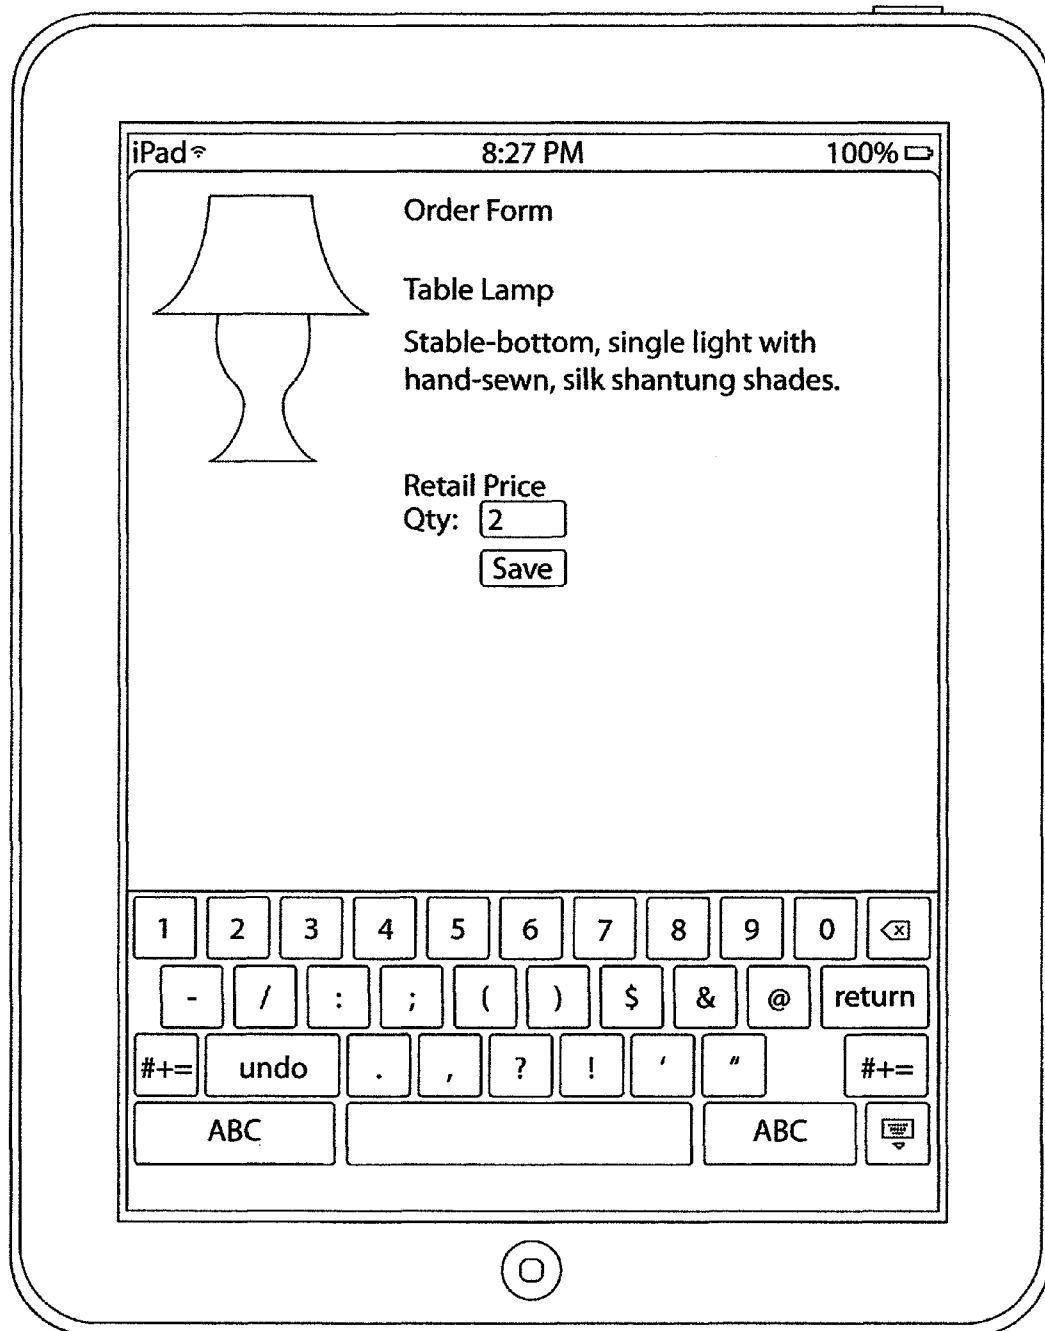 iPad 8:27 PM 100%
Order Form
Table Lamp
Stable-bottom, single light with
hand-sewn, silk shantung shades.
Retail Price
Qty: 2
Save
1 2 3 4 5 6 7 8 9 0
- / : ; ( ) $ & @ return
#+= undo . , ? ! ' " #+=
ABC ABC